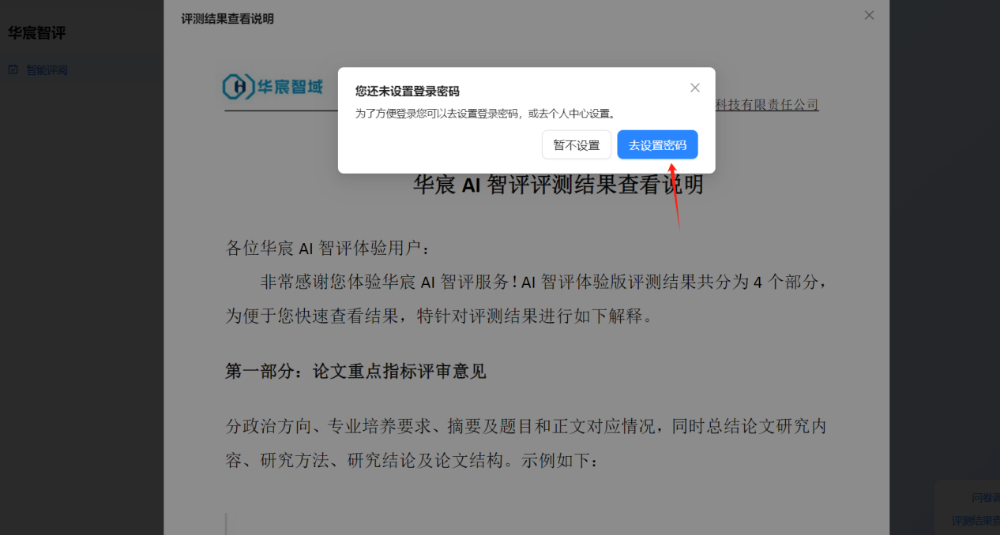 华宸智评
智能评阅
评测结果查看说明
华宸智域
科技有限责任公司
您还未设置登录密码
为了方便登录您可以去设置登录密码，或去个人中心设置。
暂不设置
去设置密码
华宸 AI 智评评测结果查看说明
各位华宸 AI 智评体验用户：
非常感谢您体验华宸 AI 智评服务！AI 智评体验版评测结果共分为 4 个部分，
为便于您快速查看结果，特针对评测结果进行如下解释。
第一部分：论文重点指标评审意见
分政治方向、专业培养要求、摘要及题目和正文对应情况，同时总结论文研究内
容、研究方法、研究结论及论文结构。示例如下：
问卷
评测结果查